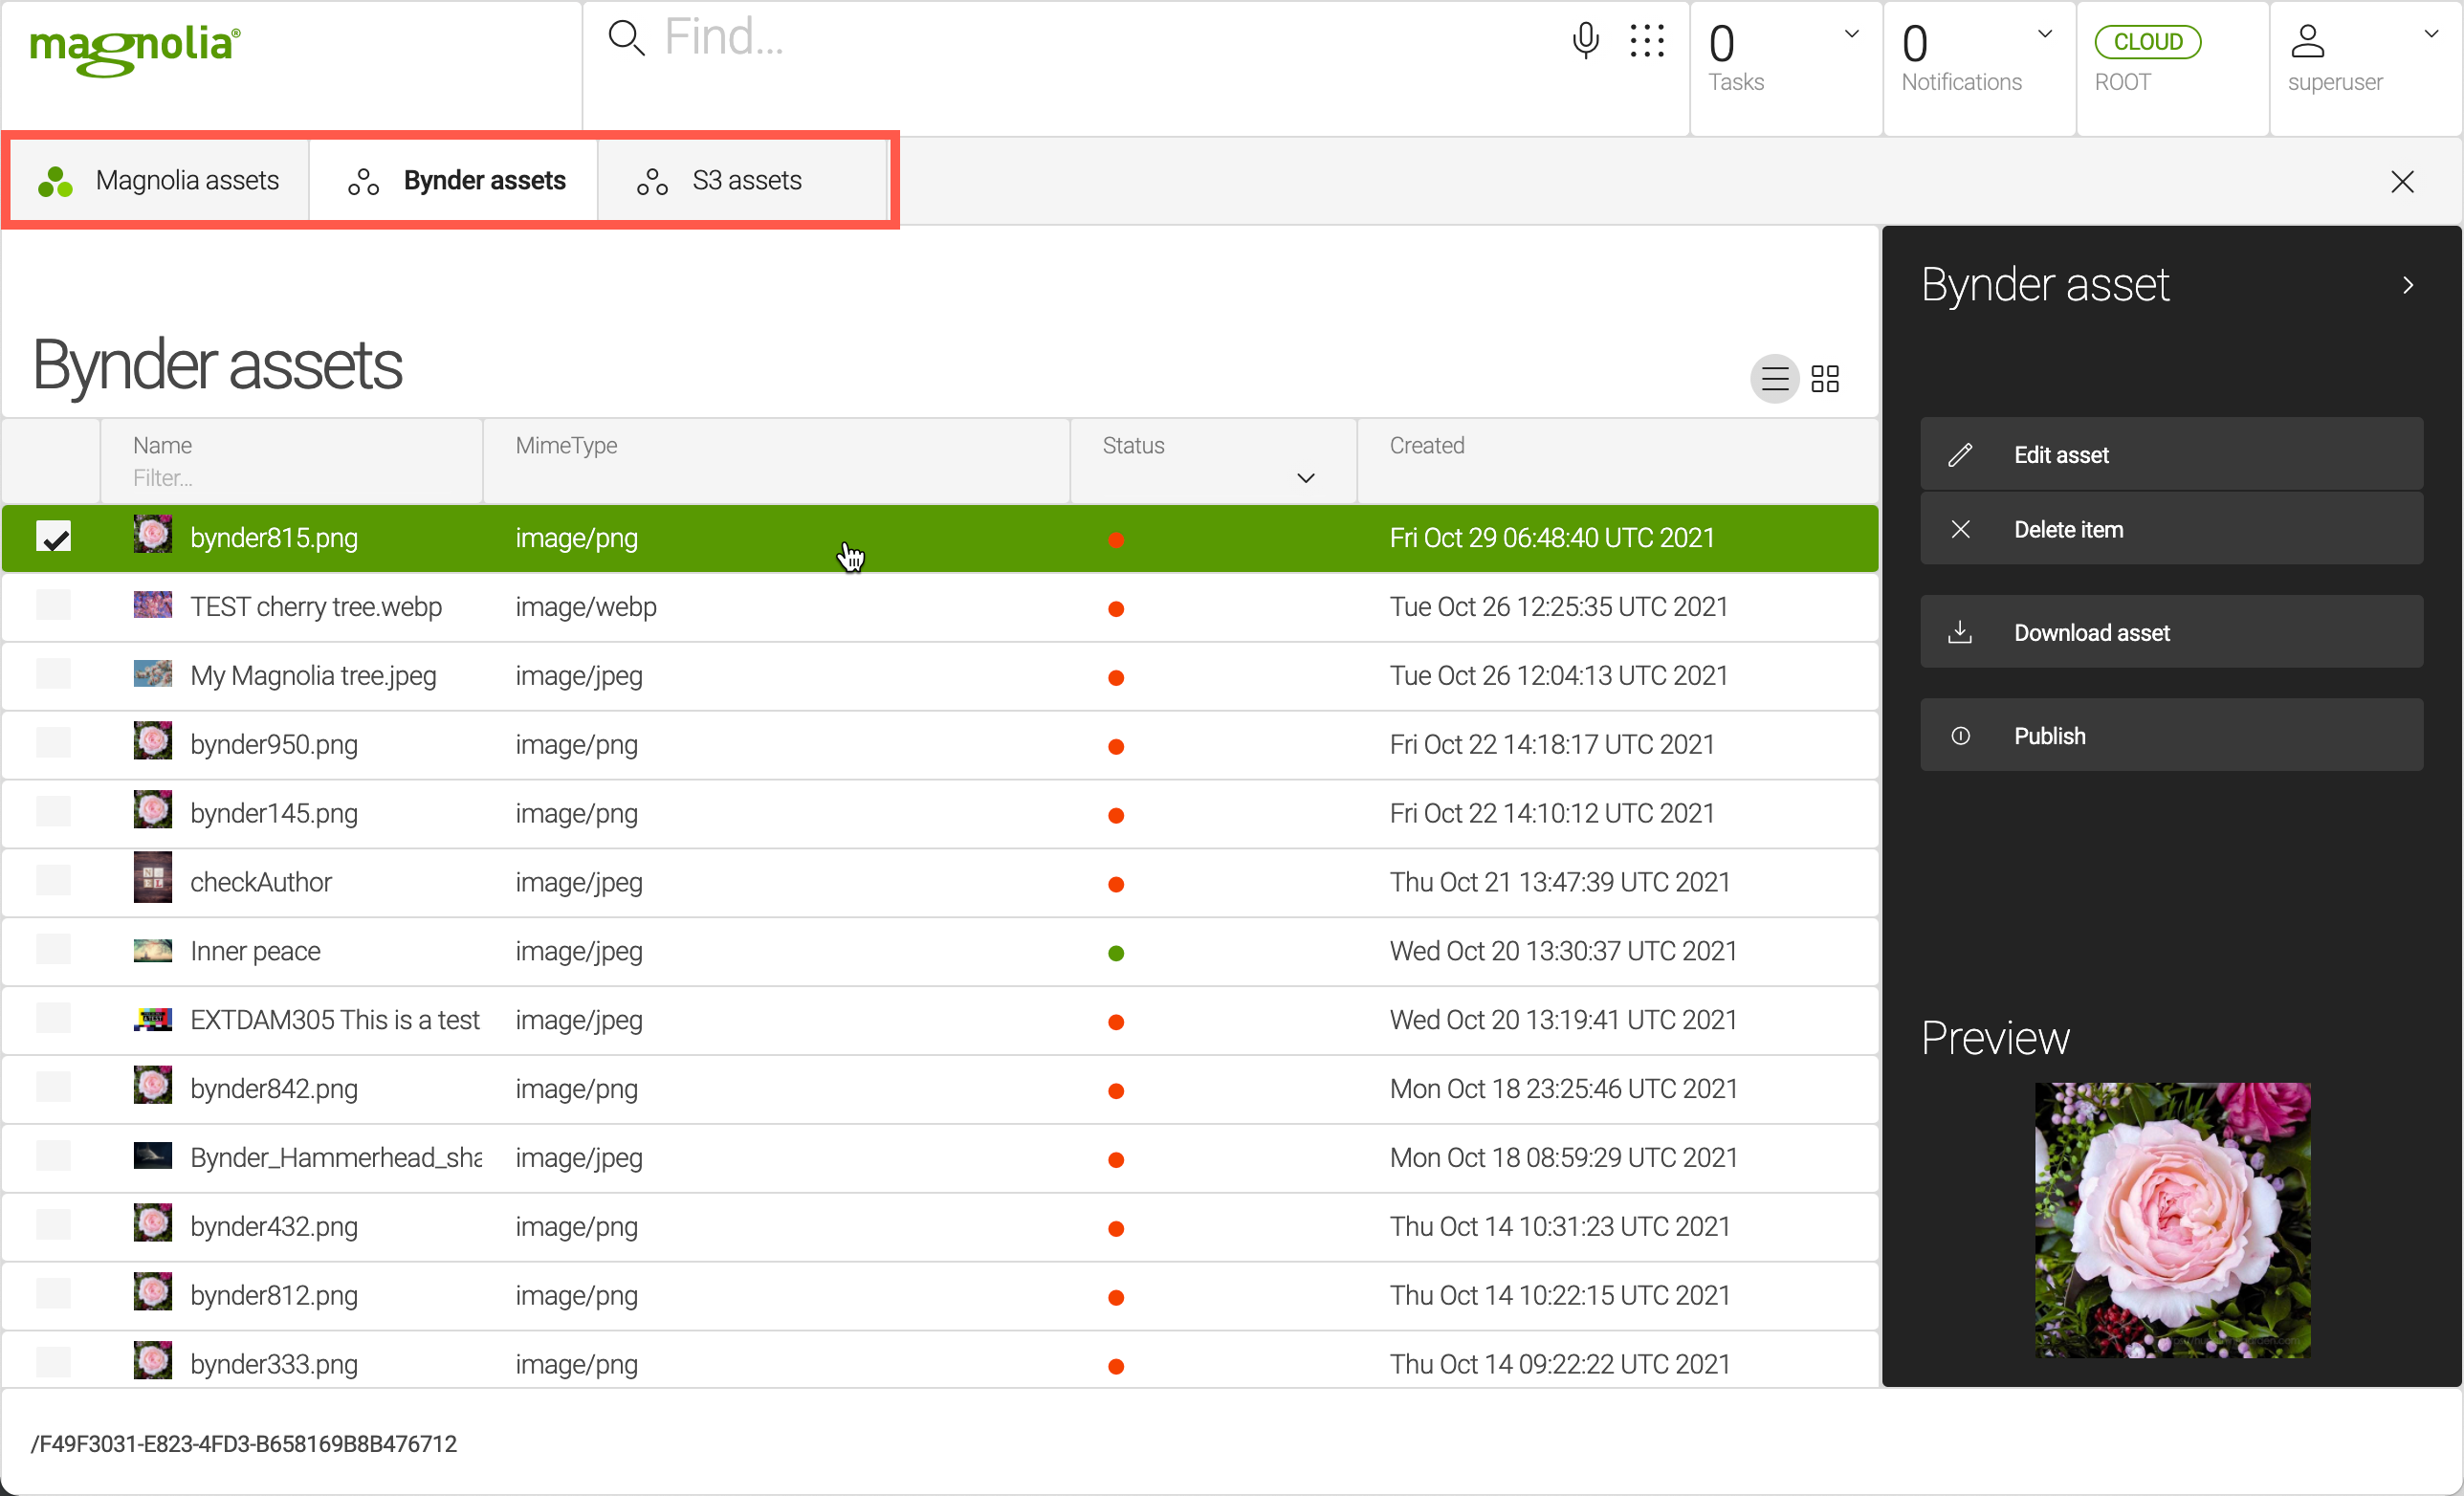 magnolia®
Find...
0
Tasks
0
Notifications
CLOUD
ROOT
superuser
Magnolia assets
Bynder assets
S3 assets
Bynder assets
Name
Filter...
MimeType
Status
Created
bynder815.png image/png Fri Oct 29 06:48:40 UTC 2021
TEST cherry tree.webp image/webp Tue Oct 26 12:25:35 UTC 2021
My Magnolia tree.jpeg image/jpeg Tue Oct 26 12:04:13 UTC 2021
bynder950.png image/png Fri Oct 22 14:18:17 UTC 2021
bynder145.png image/png Fri Oct 22 14:10:12 UTC 2021
checkAuthor image/jpeg Thu Oct 21 13:47:39 UTC 2021
Inner peace image/jpeg Wed Oct 20 13:30:37 UTC 2021
EXTDAM305 This is a test image/jpeg Wed Oct 20 13:19:41 UTC 2021
bynder842.png image/png Mon Oct 18 23:25:46 UTC 2021
Bynder_Hammerhead_sha image/jpeg Mon Oct 18 08:59:29 UTC 2021
bynder432.png image/png Thu Oct 14 10:31:23 UTC 2021
bynder812.png image/png Thu Oct 14 10:22:15 UTC 2021
bynder333.png image/png Thu Oct 14 09:22:22 UTC 2021
Bynder asset
Edit asset
Delete item
Download asset
Publish
Preview
/F49F3031-E823-4FD3-B658169B8B476712